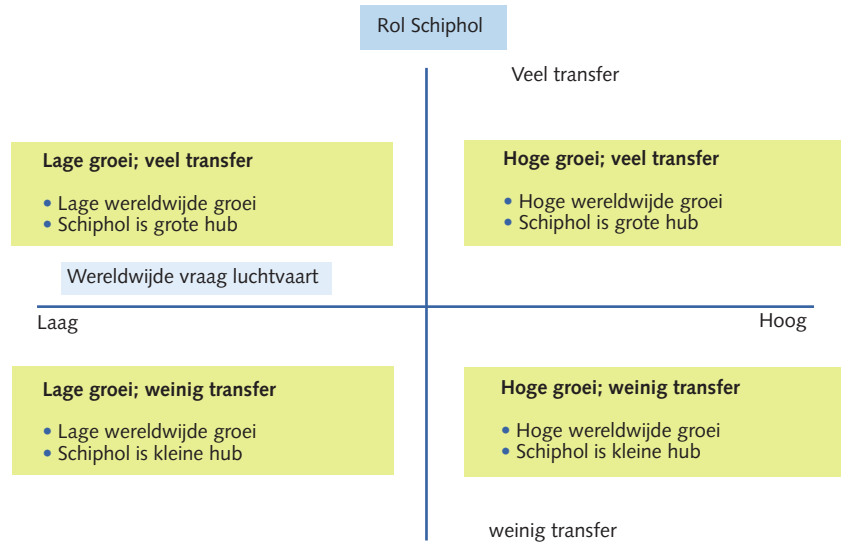 Rol Schiphol
Veel transfer
Lage groei; veel transfer
• Lage wereldwijde groei
• Schiphol is grote hub
Hoge groei; veel transfer
• Hoge wereldwijde groei
• Schiphol is grote hub
Wereldwijde vraag luchtvaart
Laag
Hoog
Lage groei; weinig transfer
• Lage wereldwijde groei
• Schiphol is kleine hub
Hoge groei; weinig transfer
• Hoge wereldwijde groei
• Schiphol is kleine hub
weinig transfer